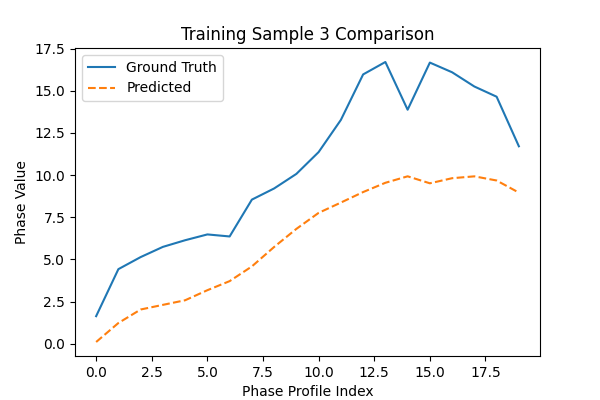 Training Sample 3 Comparison
Ground Truth
Predicted
Phase Value
17.5
15.0
12.5
10.0
7.5
5.0
2.5
0.0
0.0 2.5 5.0 7.5 10.0 12.5 15.0 17.5
Phase Profile Index